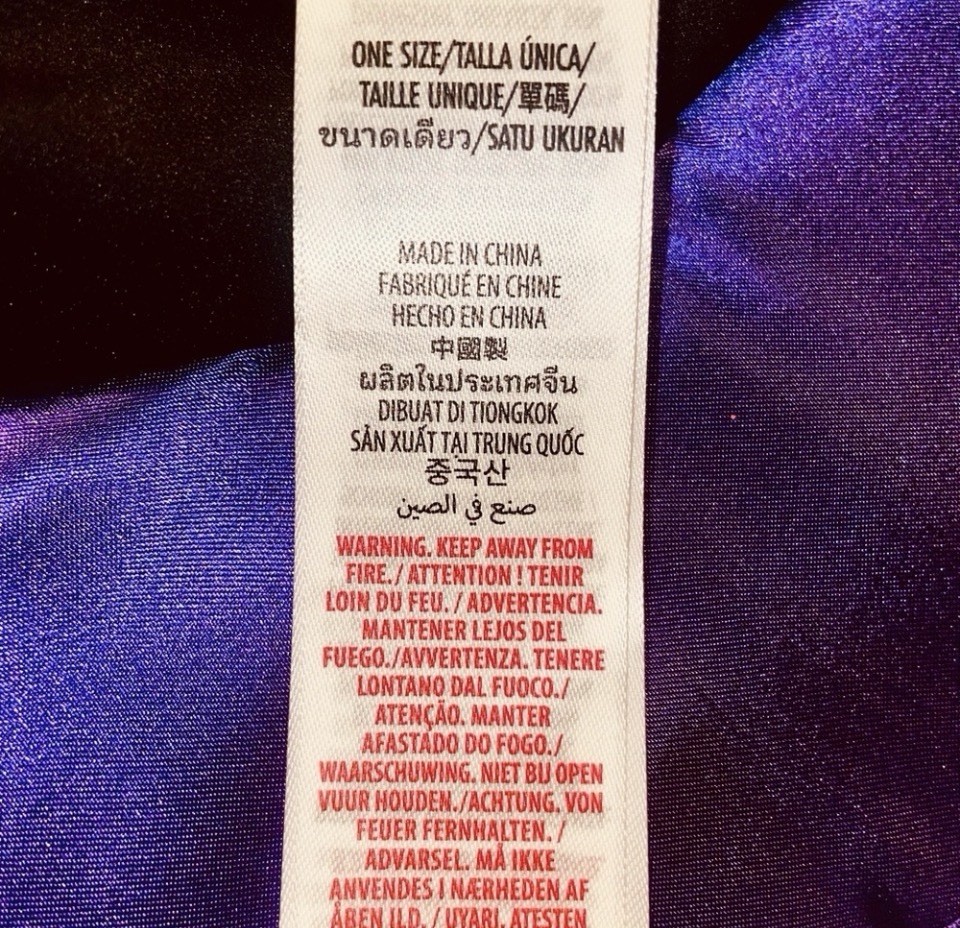 ONE SIZE/TALLA ÚNICA/
TAILLE UNIQUE/單碼/
ขนาดเดียว/SATU UKURAN
MADE IN CHINA
FABRIQUÉ EN CHINE
HECHO EN CHINA
中國製
ผลิตในประเทศจีน
DIBUAT DI TIONGKOK
SẢN XUẤT TẠI TRUNG QUỐC
중국산
صنع في الصين
WARNING. KEEP AWAY FROM
FIRE. / ATTENTION ! TENIR
LOIN DU FEU. / ADVERTENCIA.
MANTENER LEJOS DEL
FUEGO./AVVERTENZA. TENERE
LONTANO DAL FUOCO./
ATENÇÃO. MANTER
AFASTADO DO FOGO./
WAARSCHUWING. NIET BIJ OPEN
VUUR HOUDEN./ACHTUNG. VON
FEUER FERNHALTEN. /
ADVARSEL. MÅ IKKE
ANVENDES I NÆRHEDEN AF
ÅBEN ILD. / UYARI. ATESTEN